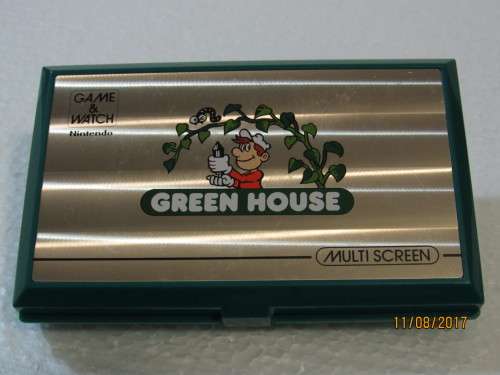 GAME
&
WATCH
Nintendo
GREEN HOUSE
MULTI SCREEN
11/08/2017